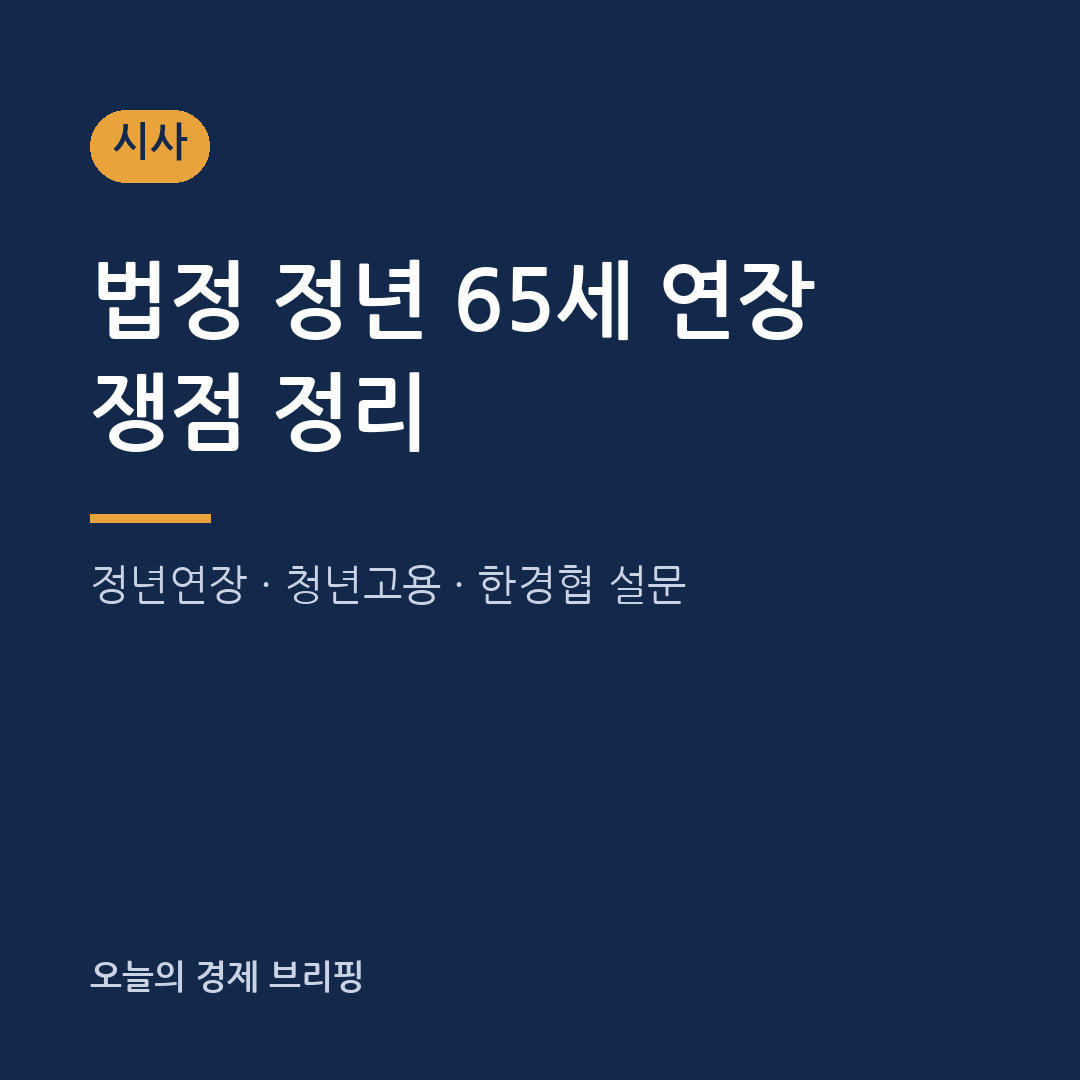 시사
법정 정년 65세 연장
쟁점 정리
정년연장 · 청년고용 · 한경협 설문
오늘의 경제 브리핑